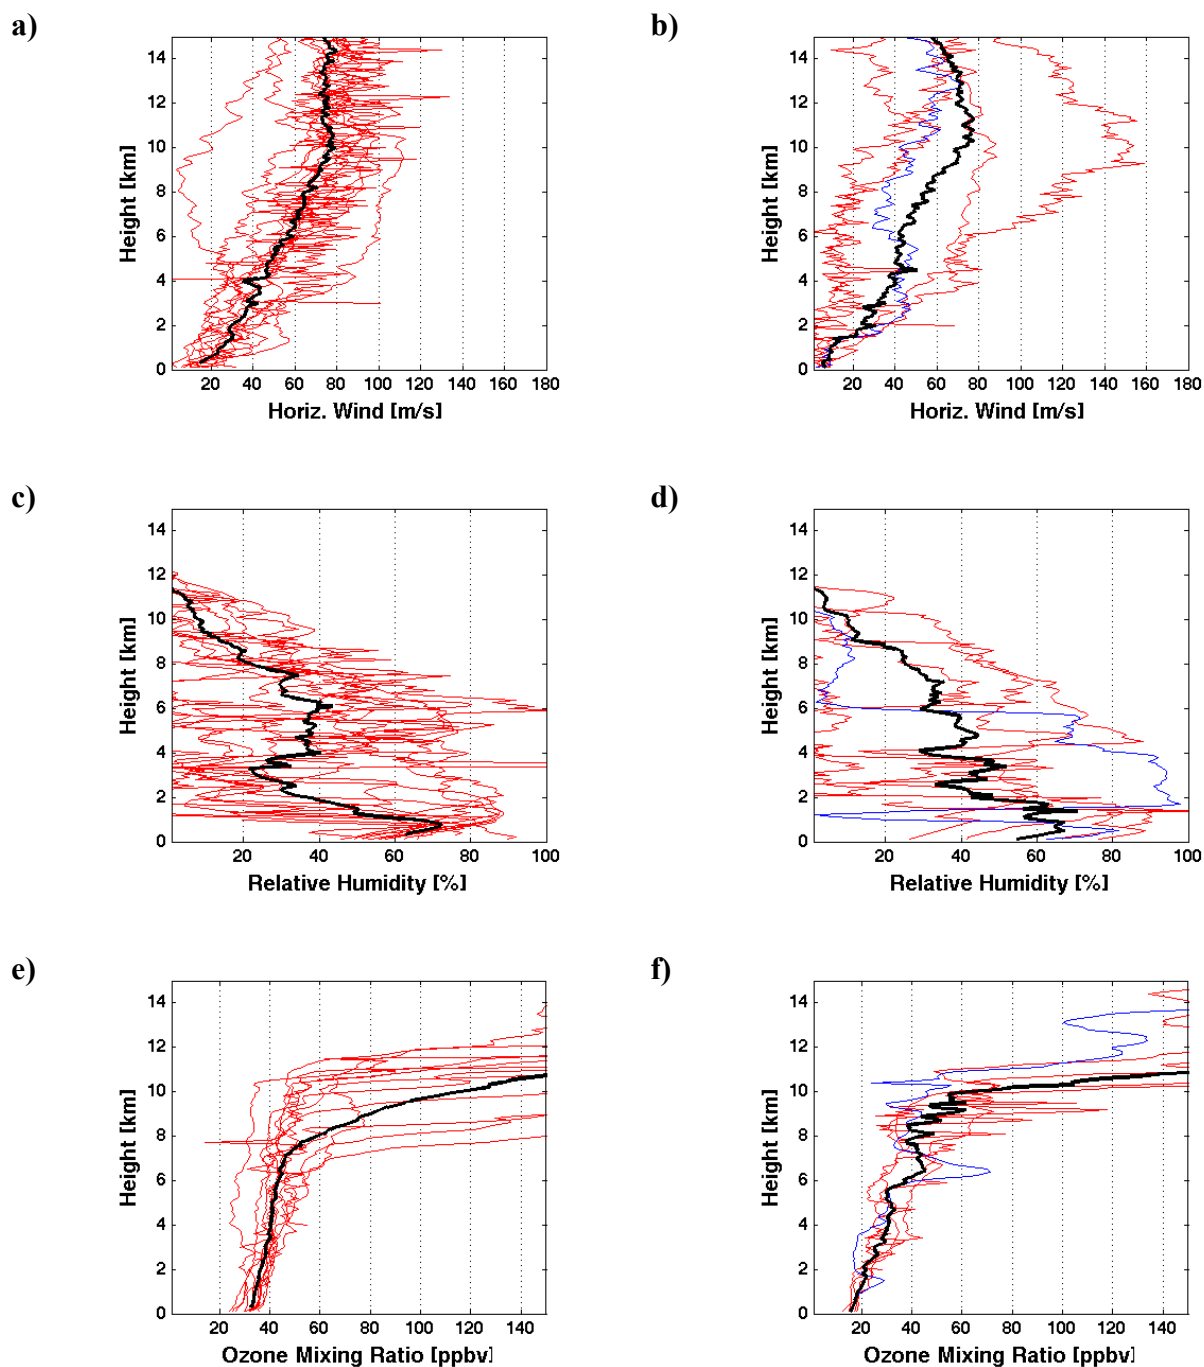 a)
b)
14
12
10
8
6
4
2
0
Height [km]
20 40 60 80 100 120 140 160 180
Horiz. Wind [m/s]
14
12
10
8
6
4
2
0
Height [km]
20 40 60 80 100 120 140 160 180
Horiz. Wind [m/s]
c)
d)
14
12
10
8
6
4
2
0
Height [km]
20 40 60 80 100
Relative Humidity [%]
14
12
10
8
6
4
2
0
Height [km]
20 40 60 80 100
Relative Humidity [%]
e)
f)
14
12
10
8
6
4
2
0
Height [km]
20 40 60 80 100 120 140
Ozone Mixing Ratio [ppbv]
14
12
10
8
6
4
2
0
Height [km]
20 40 60 80 100 120 140
Ozone Mixing Ratio [ppbv]